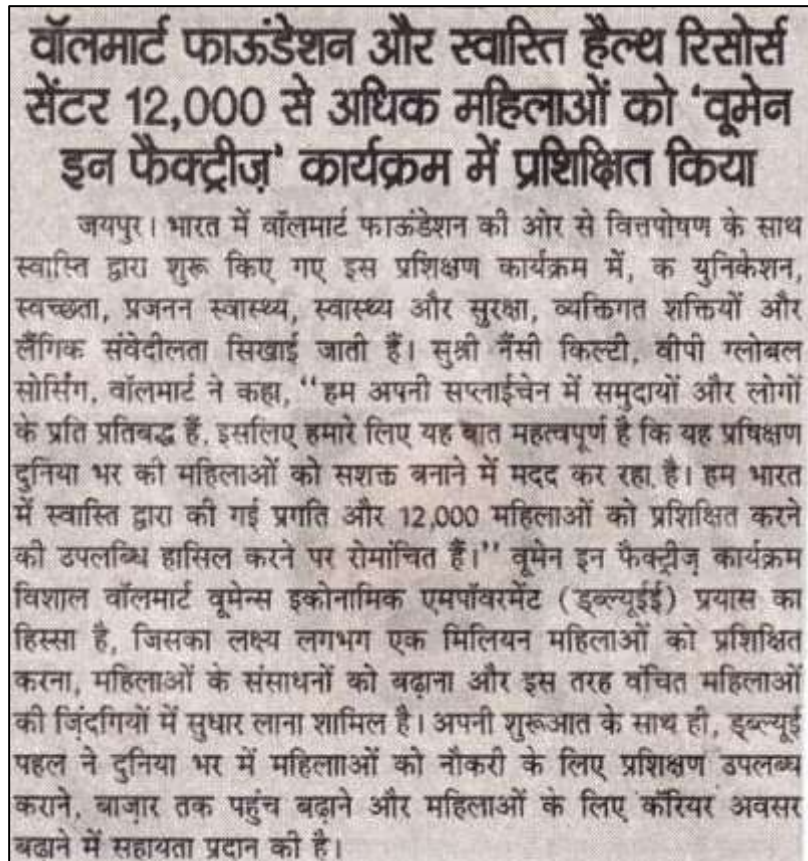 वॉलमार्ट फाऊंडेशन और स्वास्ति हैल्थ रिसोर्स
सेंटर 12,000 से अधिक महिलाओं को ‘वूमेन
इन फैक्ट्रीज़’ कार्यक्रम में प्रशिक्षित किया
जयपुर। भारत में वॉलमार्ट फाऊंडेशन की ओर से वित्तपोषण के साथ
स्वास्ति द्वारा शुरू किए गए इस प्रशिक्षण कार्यक्रम में, क युनिकेशन,
स्वच्छता, प्रजनन स्वास्थ्य, स्वास्थ्य और सुरक्षा, व्यक्तिगत शक्तियों और
लैंगिक संवेदीलता सिखाई जाती हैं। सुश्री नैंसी किल्टी, वीपी ग्लोबल
सोर्सिंग, वॉलमार्ट ने कहा, ‘‘हम अपनी सप्लाईचेन में समुदायों और लोगों
के प्रति प्रतिबद्ध हैं, इसलिए हमारे लिए यह बात महत्वपूर्ण है कि यह प्रषिक्षण
दुनिया भर की महिलाओं को सशक्त बनाने में मदद कर रहा है। हम भारत
में स्वास्ति द्वारा की गई प्रगति और 12,000 महिलाओं को प्रशिक्षित करने
की उपलब्धि हासिल करने पर रोमांचित हैं।’’ वूमेन इन फैक्ट्रीज़ कार्यक्रम
विशाल वॉलमार्ट वूमेन्स इकोनामिक एमपॉवरमेंट (ड्ब्ल्यूईई) प्रयास का
हिस्सा है, जिसका लक्ष्य लगभग एक मिलियन महिलाओं को प्रशिक्षित
करना, महिलाओं के संसाधनों को बढ़ाना और इस तरह वंचित महिलाओं
की ज़िंदगियों में सुधार लाना शामिल है। अपनी शुरूआत के साथ ही, ड्ब्ल्यूई
पहल ने दुनिया भर में महिलााओं को नौकरी के लिए प्रशिक्षण उपलब्ध
कराने, बाजार तक पहुंच बढ़ाने और महिलाओं के लिए कॅरियर अवसर
बढाने में सहायता प्रदान की है।